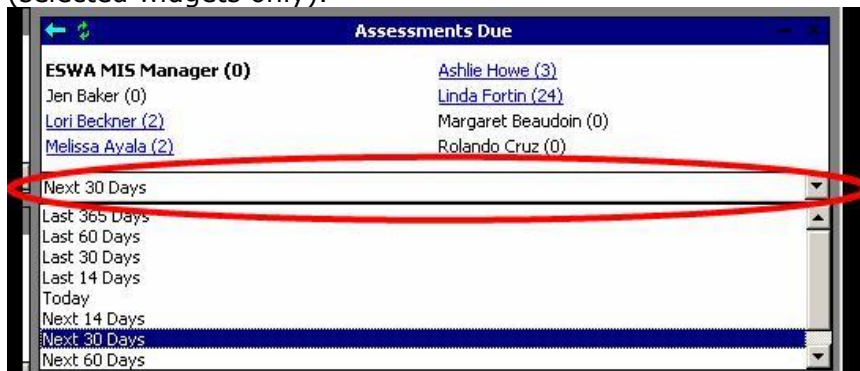 (selected widgets only).
Assessments Due
ESWA MIS Manager (0) Ashlie Howe (3)
Jen Baker (0) Linda Fortin (24)
Lori Beckner (2) Margaret Beaudoin (0)
Melissa Ayala (2) Rolando Cruz (0)
Next 30 Days
Last 365 Days
Last 60 Days
Last 30 Days
Last 14 Days
Today
Next 14 Days
Next 30 Days
Next 60 Days